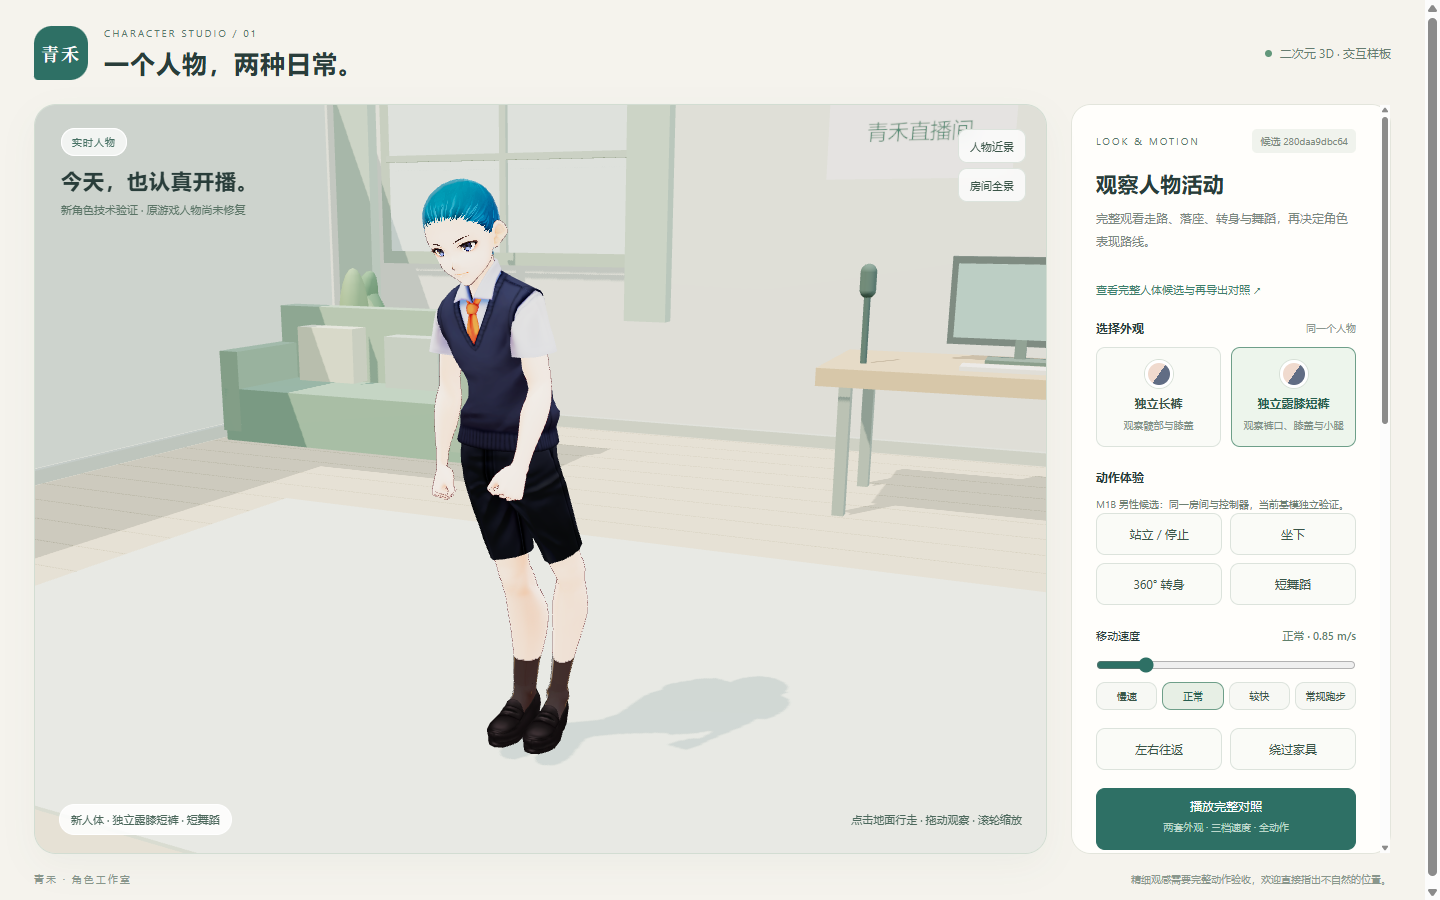 青禾
CHARACTER STUDIO / 01
一个人物，两种日常。
二次元 3D · 交互样板
实时人物
今天，也认真开播。
新角色技术验证 · 原游戏人物尚未修复
青禾直播间
人物近景
房间全景
新人体 · 独立露膝短裤 · 短舞蹈
点击地面行走 · 拖动观察 · 滚轮缩放
LOOK & MOTION
候选 280daa9dbc64
观察人物活动
完整观看走路、落座、转身与舞蹈，再决定角色
表现路线。
查看完整人体候选与再导出对照 ↗
选择外观
同一个人物
独立长裤
观察髋部与膝盖
独立露膝短裤
观察裤口、膝盖与小腿
动作体验
M18 男性候选：同一房间与控制器，当前基模独立验证。
站立 / 停止
坐下
360° 转身
短舞蹈
移动速度
正常 · 0.85 m/s
慢速
正常
较快
常规跑步
左右往返
绕过家具
播放完整对照
两套外观 · 三档速度 · 全动作
青禾 · 角色工作室
精细观感需要完整动作验收，欢迎直接指出不自然的位置。